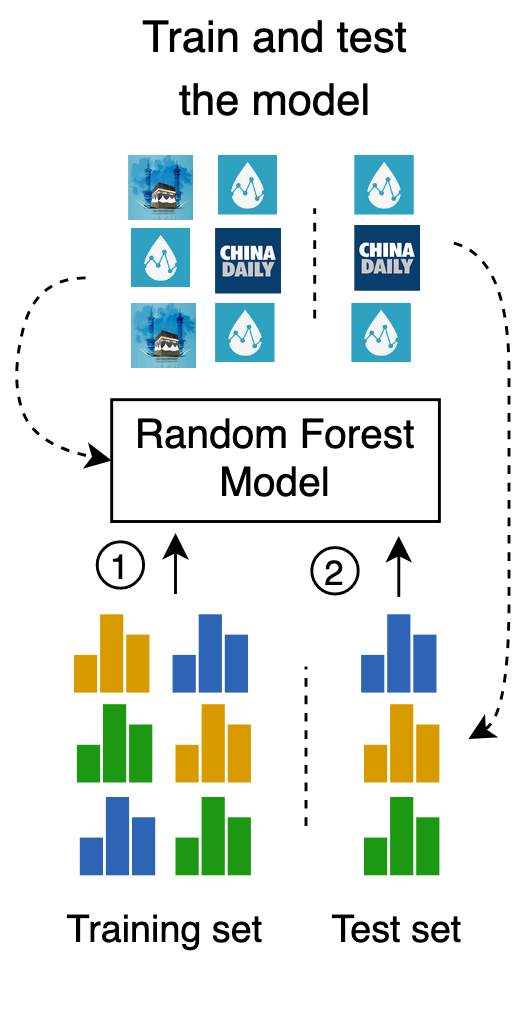 Train and test
the model
CHINA
DAILY
CHINA
DAILY
Random Forest
Model
1
2
Training set
Test set